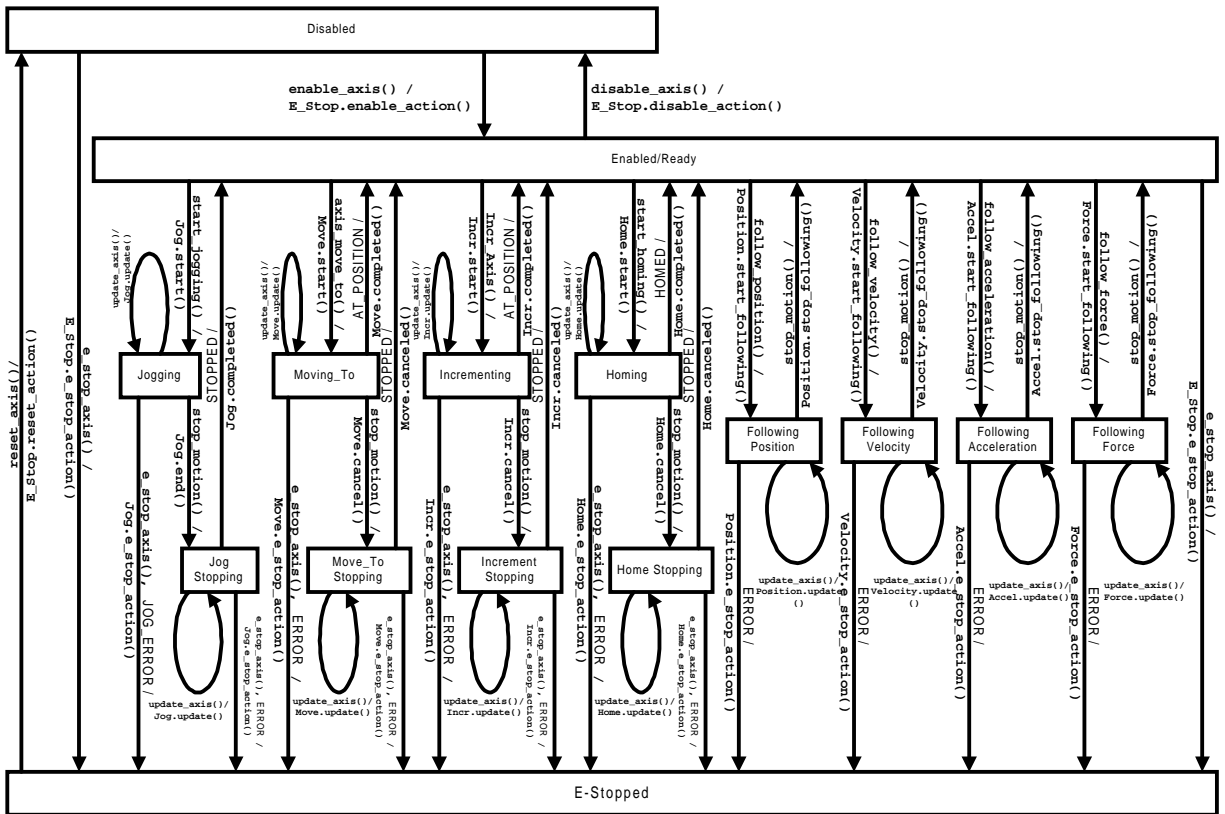 Disabled
enable_axis() /
E_Stop.enable_action()
disable_axis() /
E_Stop.disable_action()
Enabled/Ready
reset_axis()/
E_Stop.reset_action()
e_stop_axis() /
E_Stop.e_stop_action()
update_axis()/
Jog.update()
start_jogging() /
Jog.start()
STOPPED/
Jog.completed()
update_axis()/
Move.update()
axis_move_to() /
Move.start()
AT_POSITION /
Move.completed()
STOPPED/
Move.canceled()
update_axis()/
Incr.update()
Incr_Axis() /
Incr.start()
AT_POSITION /
Incr.completed()
STOPPED/
Incr.canceled()
update_axis()/
Home.update()
start_homing() /
Home.start()
HOMED /
Home.completed()
STOPPED/
Home.canceled()
follow_position() /
Position.start_following()
stop_motion() /
Position.stop_following()
follow_velocity() /
Velocity.start_following()
stop_motion() /
Velocity.stop_following()
follow_acceleration() /
Accel.start_following()
stop_motion() /
Accel.stop_following()
follow_force() /
Force.start_following()
stop_motion() /
Force.stop_following()
e_stop_axis() /
E_Stop.e_stop_action()
Jogging
Moving_To
Incrementing
Homing
Following
Position
Following
Velocity
Following
Acceleration
Following
Force
e_stop_axis(), JOG_ERROR /
Jog.e_stop_action()
stop_motion() /
Jog.end()
e_stop_axis(), ERROR /
Move.e_stop_action()
stop_motion() /
Move.cancel()
e_stop_axis(), ERROR /
Incr.e_stop_action()
stop_motion() /
Incr.cancel()
e_stop_axis(), ERROR /
Home.e_stop_action()
stop_motion() /
Home.cancel()
Jog
Stopping
Move_To
Stopping
Increment
Stopping
Home Stopping
update_axis()/
Jog.update()
e_stop_axis(), ERROR /
Jog.e_stop_action()
update_axis()/
Move.update()
e_stop_axis(), ERROR /
Move.e_stop_action()
update_axis()/
Incr.update()
e_stop_axis(), ERROR /
Incr.e_stop_action()
update_axis()/
Home.update()
e_stop_axis(), ERROR /
Home.e_stop_action()
ERROR /
Position.e_stop_action()
update_axis()/
Position.update
()
ERROR /
Velocity.e_stop_action()
update_axis()/
Velocity.update
()
ERROR /
Accel.e_stop_action()
update_axis()/
Accel.update()
ERROR /
Force.e_stop_action()
update_axis()/
Force.update()
E-Stopped